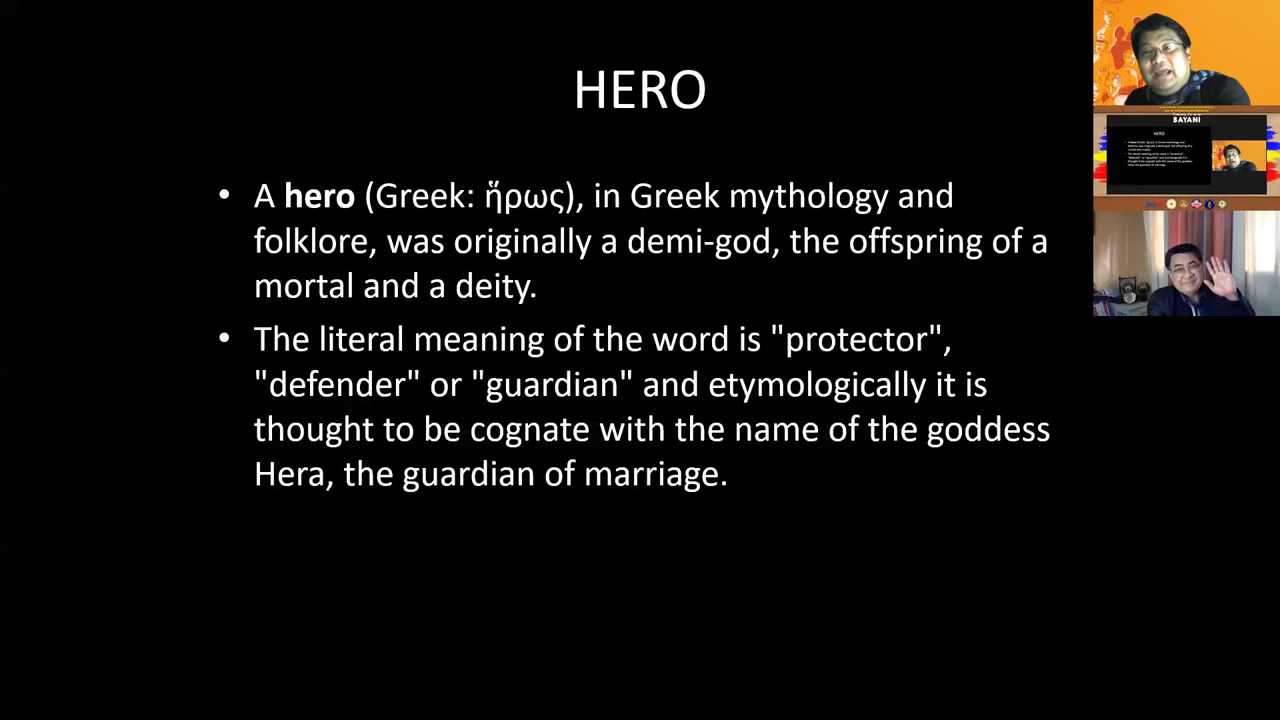 HERO
• A hero (Greek: ἥρως), in Greek mythology and
folklore, was originally a demi-god, the offspring of a
mortal and a deity.
• The literal meaning of the word is "protector",
"defender" or "guardian" and etymologically it is
thought to be cognate with the name of the goddess
Hera, the guardian of marriage.
BAYANI
HERO